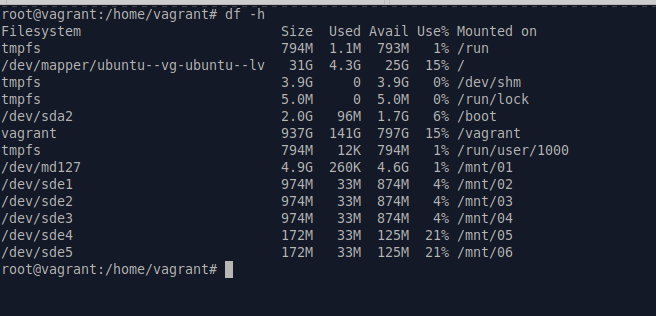 root@vagrant:/home/vagrant# df -h
Filesystem                         Size  Used Avail Use% Mounted on
tmpfs                              794M  1.1M  793M   1% /run
/dev/mapper/ubuntu--vg-ubuntu--lv   31G  4.3G   25G  15% /
tmpfs                              3.9G     0  3.9G   0% /dev/shm
tmpfs                              5.0M     0  5.0M   0% /run/lock
/dev/sda2                          2.0G   96M  1.7G   6% /boot
vagrant                            937G  141G  797G  15% /vagrant
tmpfs                              794M   12K  794M   1% /run/user/1000
/dev/md127                         4.9G  260K  4.6G   1% /mnt/01
/dev/sde1                          974M   33M  874M   4% /mnt/02
/dev/sde2                          974M   33M  874M   4% /mnt/03
/dev/sde3                          974M   33M  874M   4% /mnt/04
/dev/sde4                          172M   33M  125M  21% /mnt/05
/dev/sde5                          172M   33M  125M  21% /mnt/06
root@vagrant:/home/vagrant#